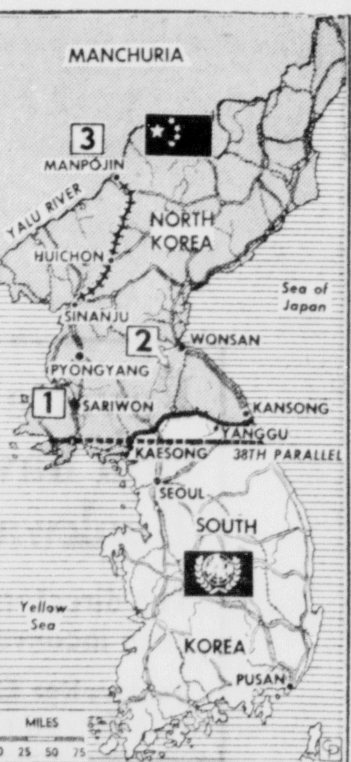 MANCHURIA
3
MANPOJIN
YALU RIVER
NORTH
KOREA
HUICHON
Sea of
Japan
SINANJU
2
WONSAN
PYONGYANG
1
SARIWON
KANSONG
YANGGU
KAESONG
38TH PARALLEL
SEOUL
SOUTH
Yellow
Sea
KOREA
PUSAN
MILES
0 25 50 75
CP